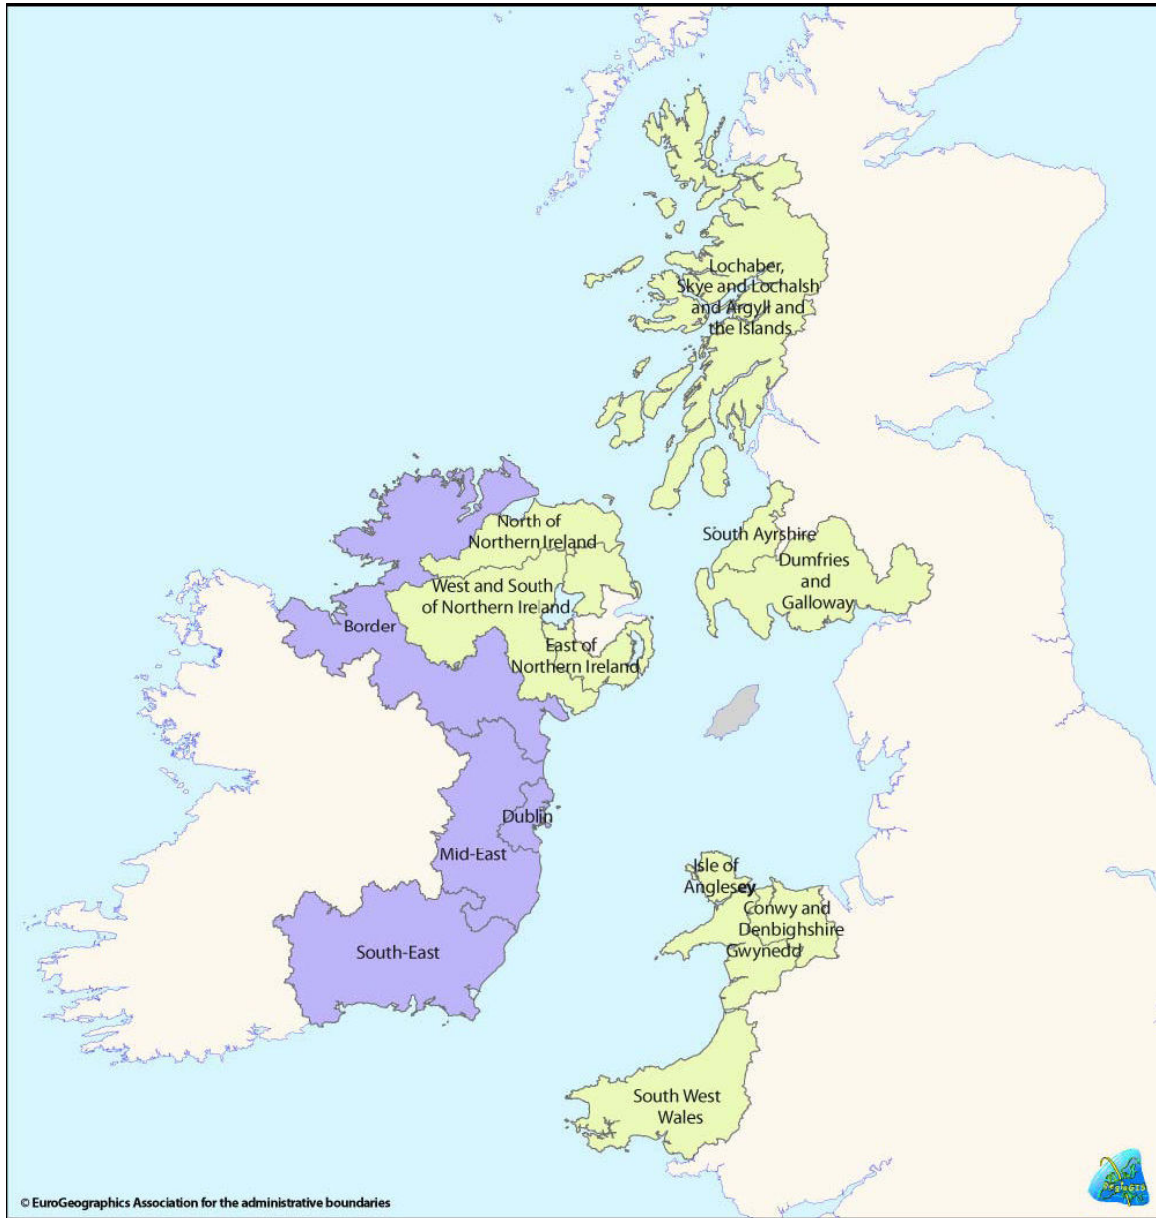 Lochaber,
Skye and Lochalsh
and Argyll and
the Islands
North of
Northern Ireland
South Ayrshire
Dumfries
and
Galloway
West and South
of Northern Ireland
Border
East of
Northern Ireland
Dublin
Mid-East
Isle of
Anglesey
Conwy and
Denbighshire
Gwynedd
South-East
South West
Wales
© EuroGeographics Association for the administrative boundaries